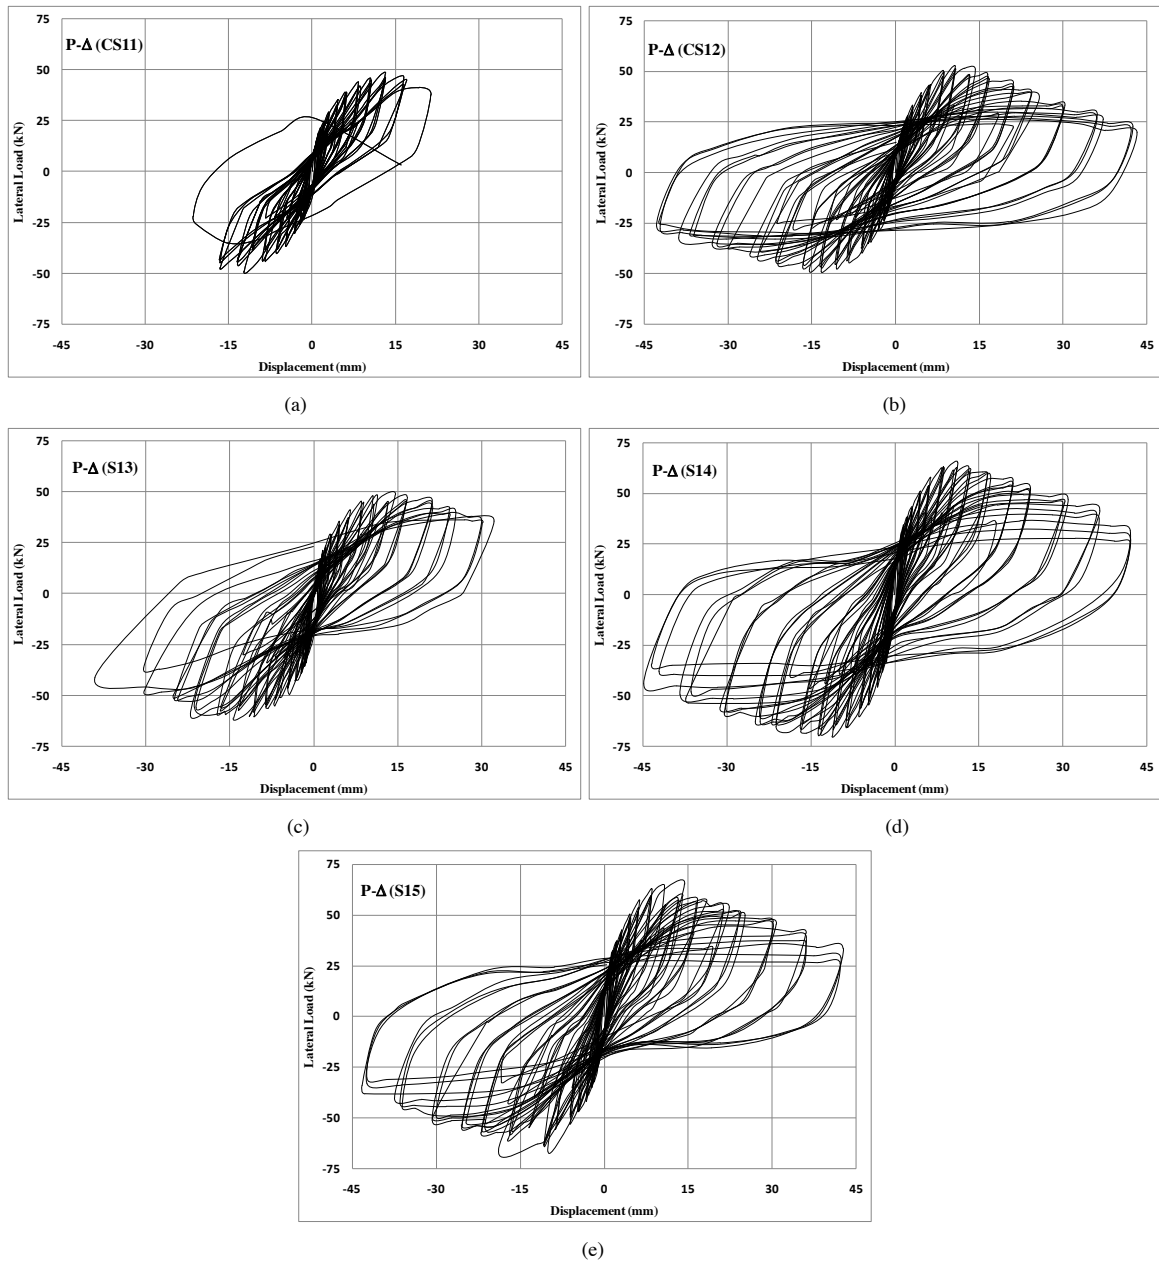 P-Δ (CS11)
Lateral Load (kN)
75
50
25
0
-25
-50
-75
-45 -30 -15 0 15 30 45
Displacement (mm)
(a)
P-Δ (CS12)
Lateral Load (kN)
75
50
25
0
-25
-50
-75
-45 -30 -15 0 15 30 45
Displacement (mm)
(b)
P-Δ (S13)
Lateral Load (kN)
75
50
25
0
-25
-50
-75
-45 -30 -15 0 15 30 45
Displacement (mm)
(c)
P-Δ (S14)
Lateral Load (kN)
75
50
25
0
-25
-50
-75
-45 -30 -15 0 15 30 45
Displacement (mm)
(d)
P-Δ (S15)
Lateral Load (kN)
75
50
25
0
-25
-50
-75
-45 -30 -15 0 15 30 45
Displacement (mm)
(e)